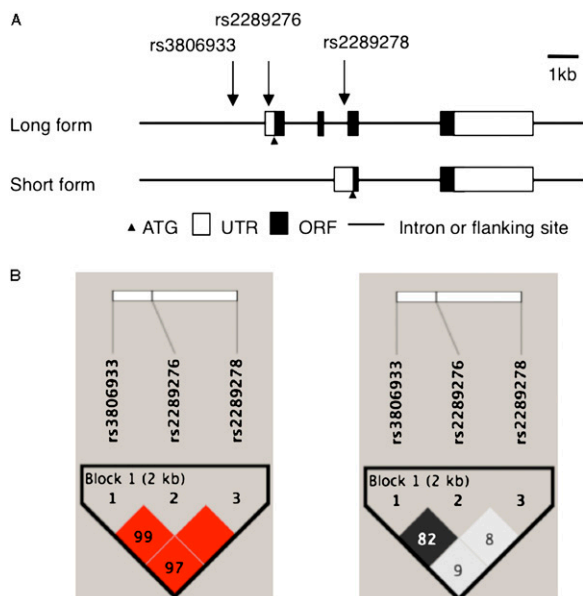 A
rs2289276
rs3806933
rs2289278
1kb
Long form
Short form
ATG
UTR
ORF
Intron or flanking site
B
rs3806933
rs2289276
rs2289278
Block 1 (2 kb)
1
2
3
99
97
rs3806933
rs2289276
rs2289278
Block 1 (2 kb)
1
2
3
82
8
9